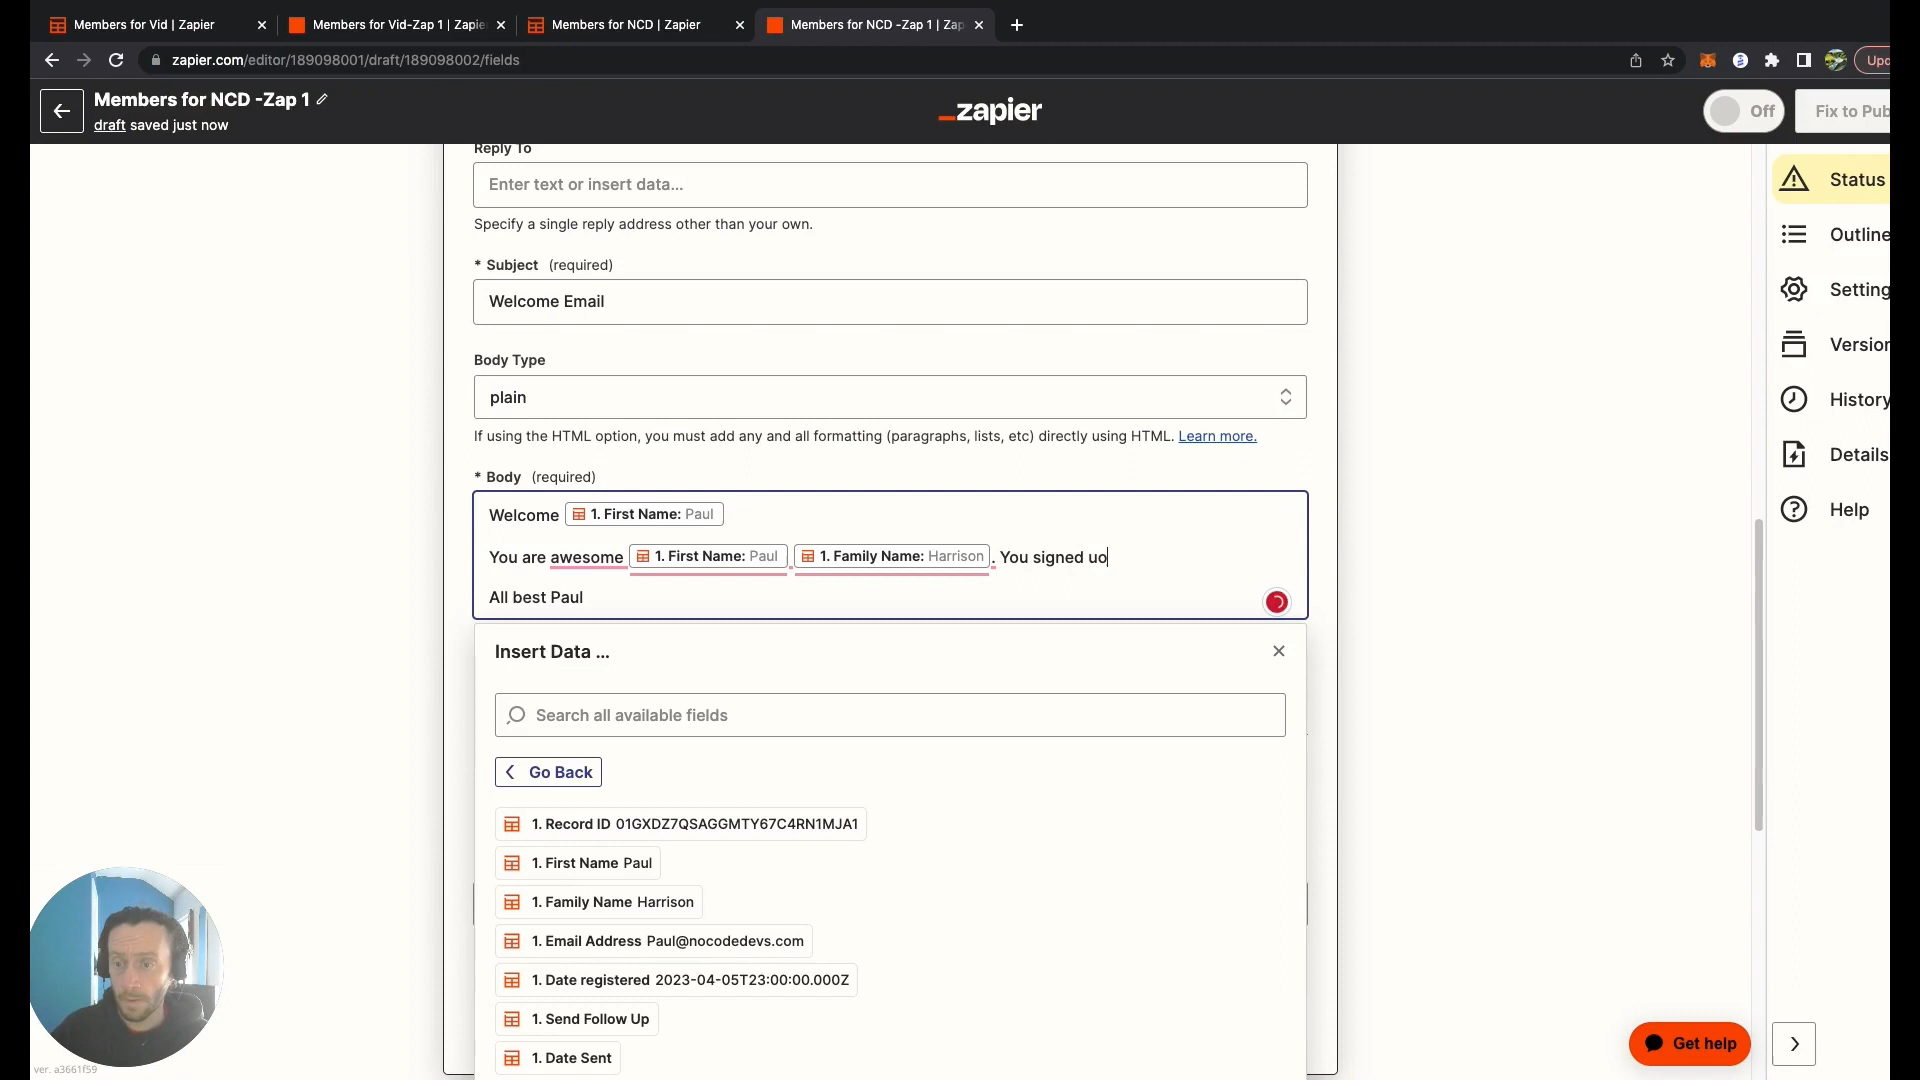 Members for Vid | Zapier
Members for Vid-Zap 1 | Zapie
Members for NCD | Zapier
Members for NCD -Zap 1 | Zap
zapier.com/editor/189098001/draft/189098002/fields
Upd
Members for NCD -Zap 1
draft saved just now
_zapier
Off
Fix to Pub
Reply To
Enter text or insert data...
Specify a single reply address other than your own.
* Subject (required)
Welcome Email
Body Type
plain
If using the HTML option, you must add any and all formatting (paragraphs, lists, etc) directly using HTML. Learn more.
* Body (required)
Welcome 1. First Name: Paul
You are awesome 1. First Name: Paul 1. Family Name: Harrison . You signed uo
All best Paul
Insert Data ...
Search all available fields
Go Back
1. Record ID 01GXDZ7QSAGGMTY67C4RN1MJA1
1. First Name Paul
1. Family Name Harrison
1. Email Address Paul@nocodedevs.com
1. Date registered 2023-04-05T23:00:00.000Z
1. Send Follow Up
1. Date Sent
Status
Outline
Setting
Version
History
Details
Help
Get help
ver. a3661f59